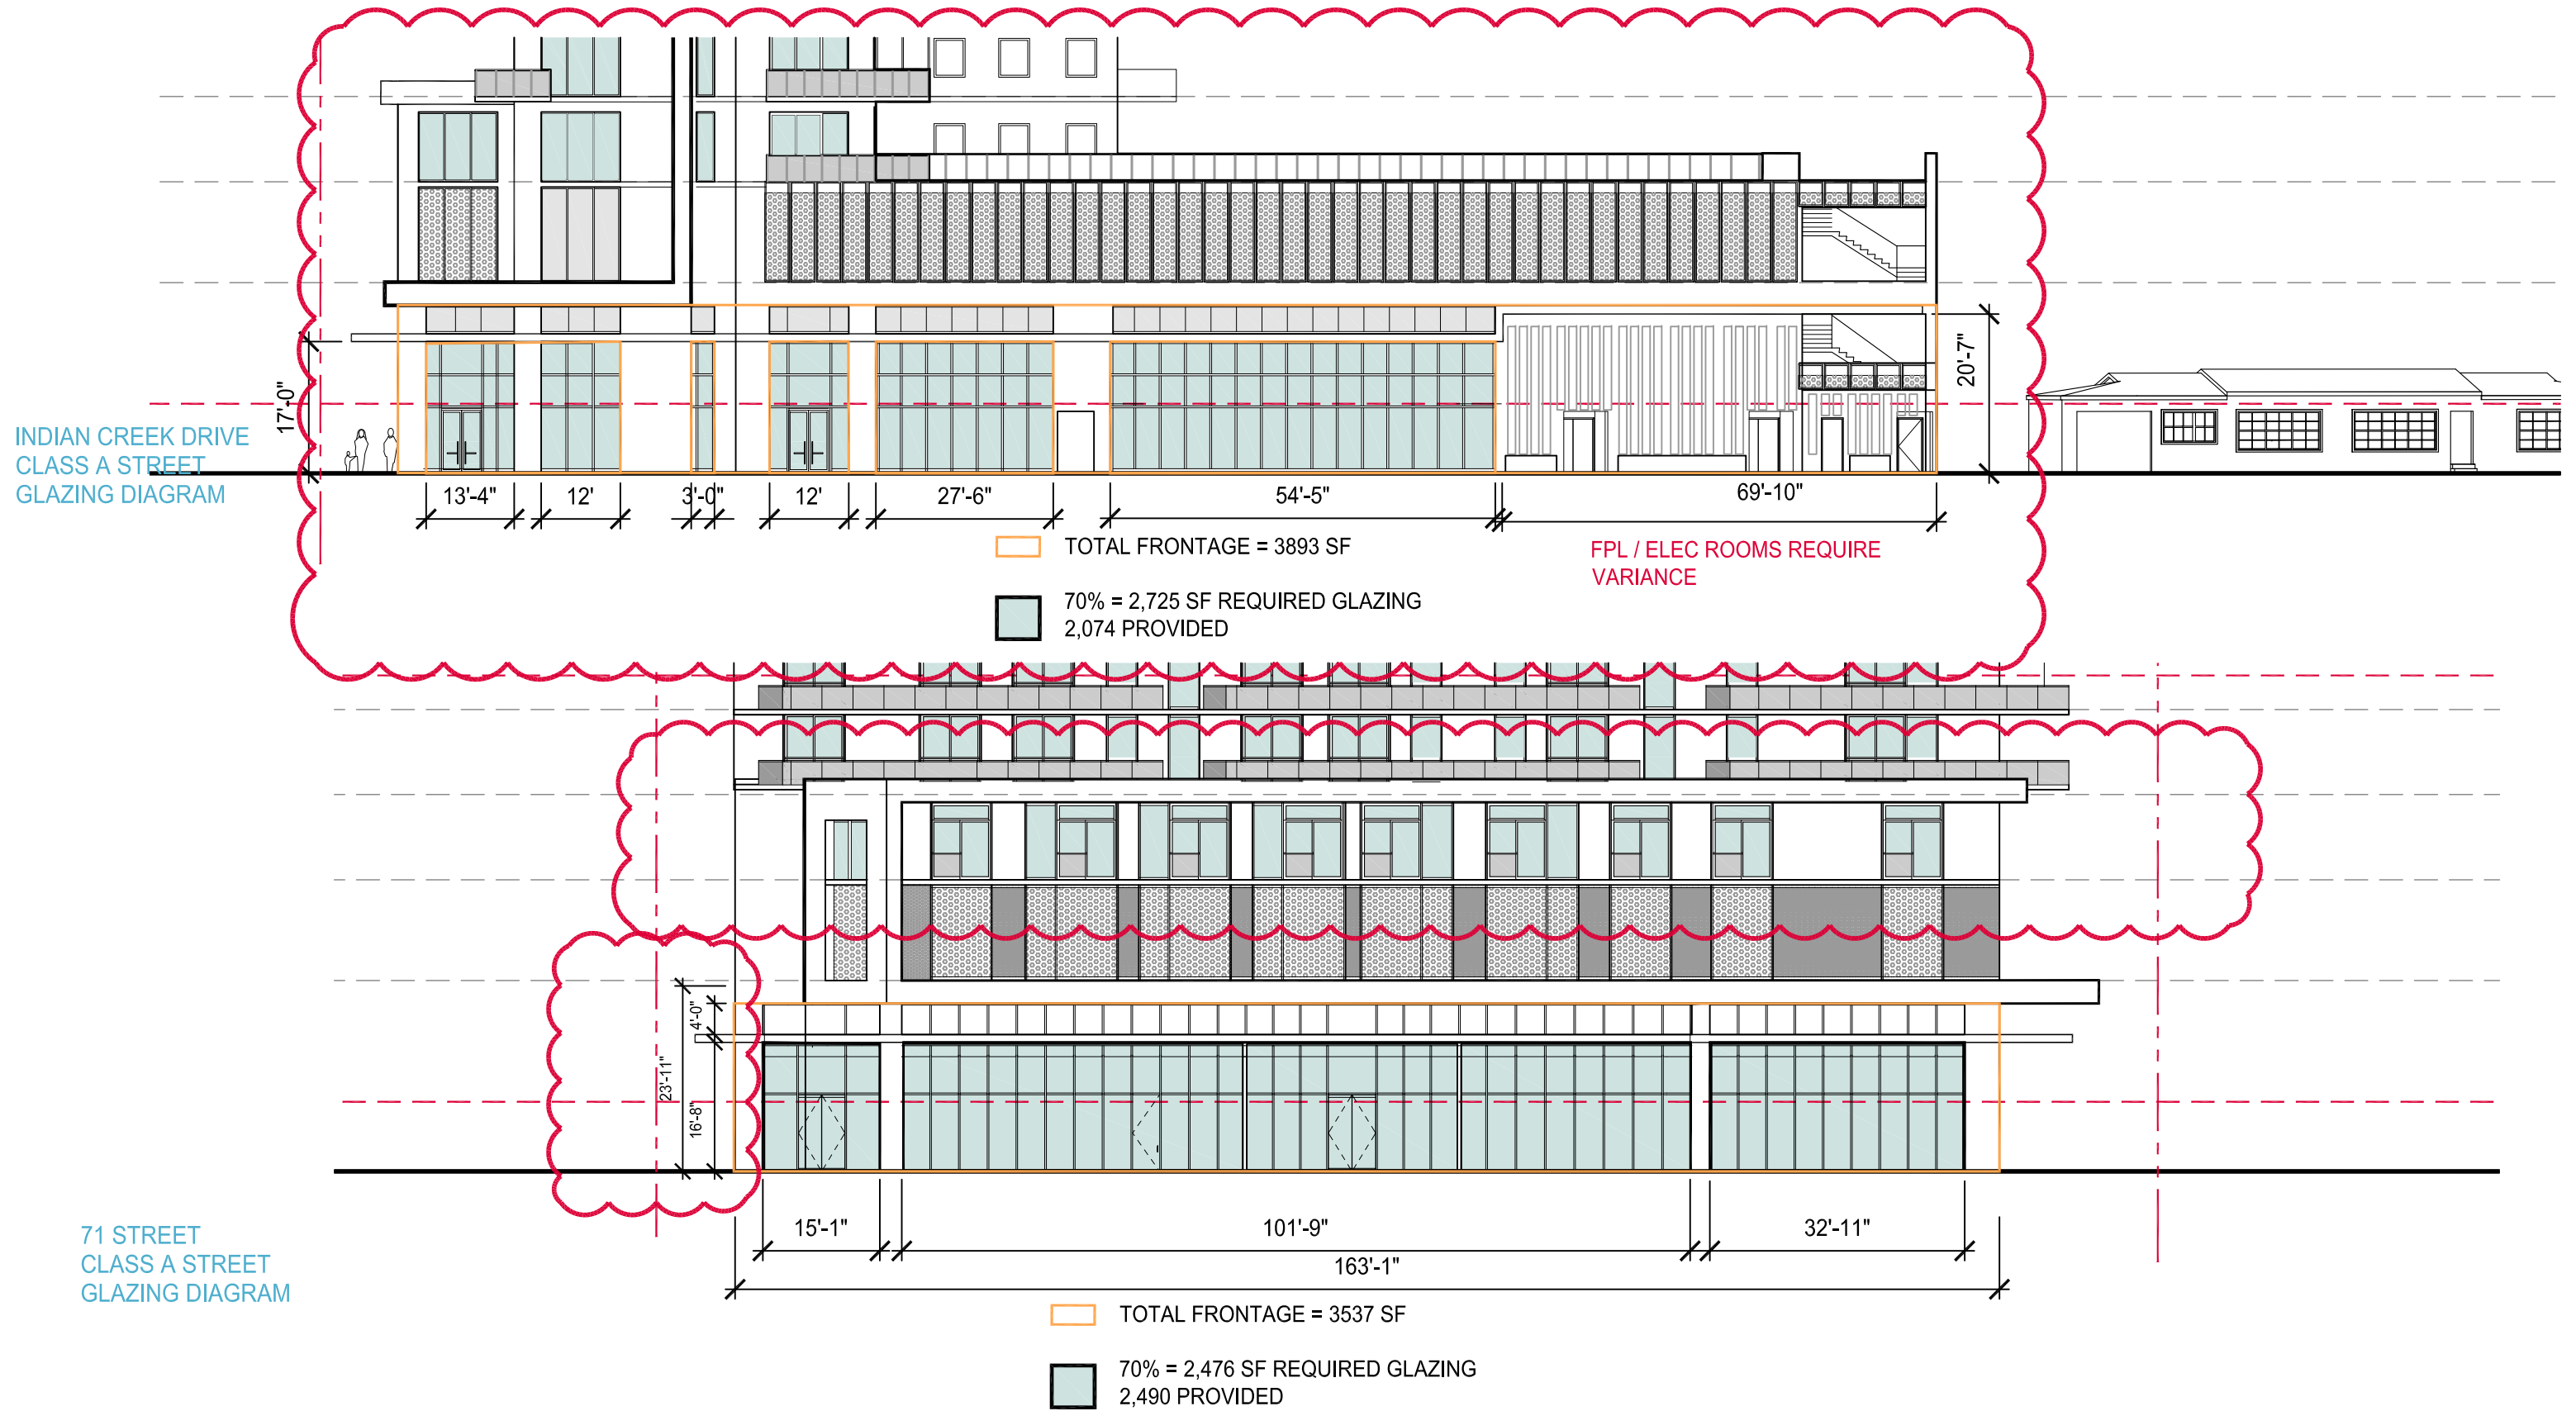 INDIAN CREEK DRIVE
CLASS A STREET
GLAZING DIAGRAM
17'-0"
20'-7"
13'-4"
12'
3'-0"
12'
27'-6"
54'-5"
69'-10"
TOTAL FRONTAGE = 3893 SF
FPL / ELEC ROOMS REQUIRE
VARIANCE
70% = 2,725 SF REQUIRED GLAZING
2,074 PROVIDED
4'-0"
23'-11"
16'-8"
71 STREET
CLASS A STREET
GLAZING DIAGRAM
15'-1"
101'-9"
32'-11"
163'-1"
TOTAL FRONTAGE = 3537 SF
70% = 2,476 SF REQUIRED GLAZING
2,490 PROVIDED